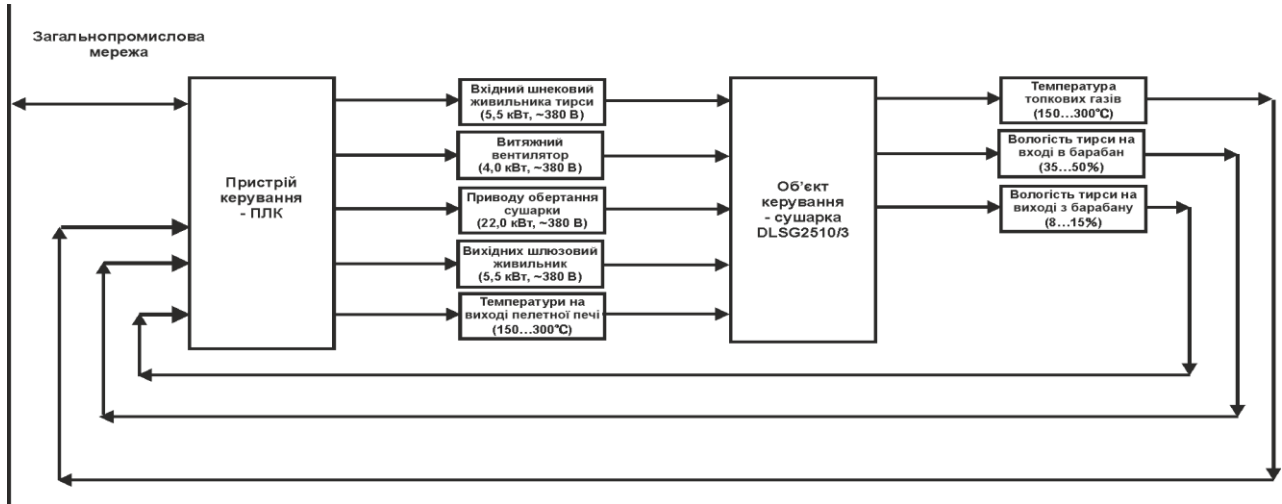 Загальнопромислова
мережа
Пристрій
керування
- ПЛК
Вхідний шнековий
живильника тирси
(5,5 кВт, ~380 В)
Витяжний
вентилятор
(4,0 кВт, ~380 В)
Приводу обертання
сушарки
(22,0 кВт, ~380 В)
Вихідних шлюзовий
живильник
(5,5 кВт, ~380 В)
Температури на
виході пелетної печі
(150...300℃)
Об'єкт
керування
- сушарка
DLSG2510/3
Температура
топкових газів
(150...300℃)
Вологість тирси на
вході в барабан
(35...50%)
Вологість тирси на
виході з барабану
(8...15%)